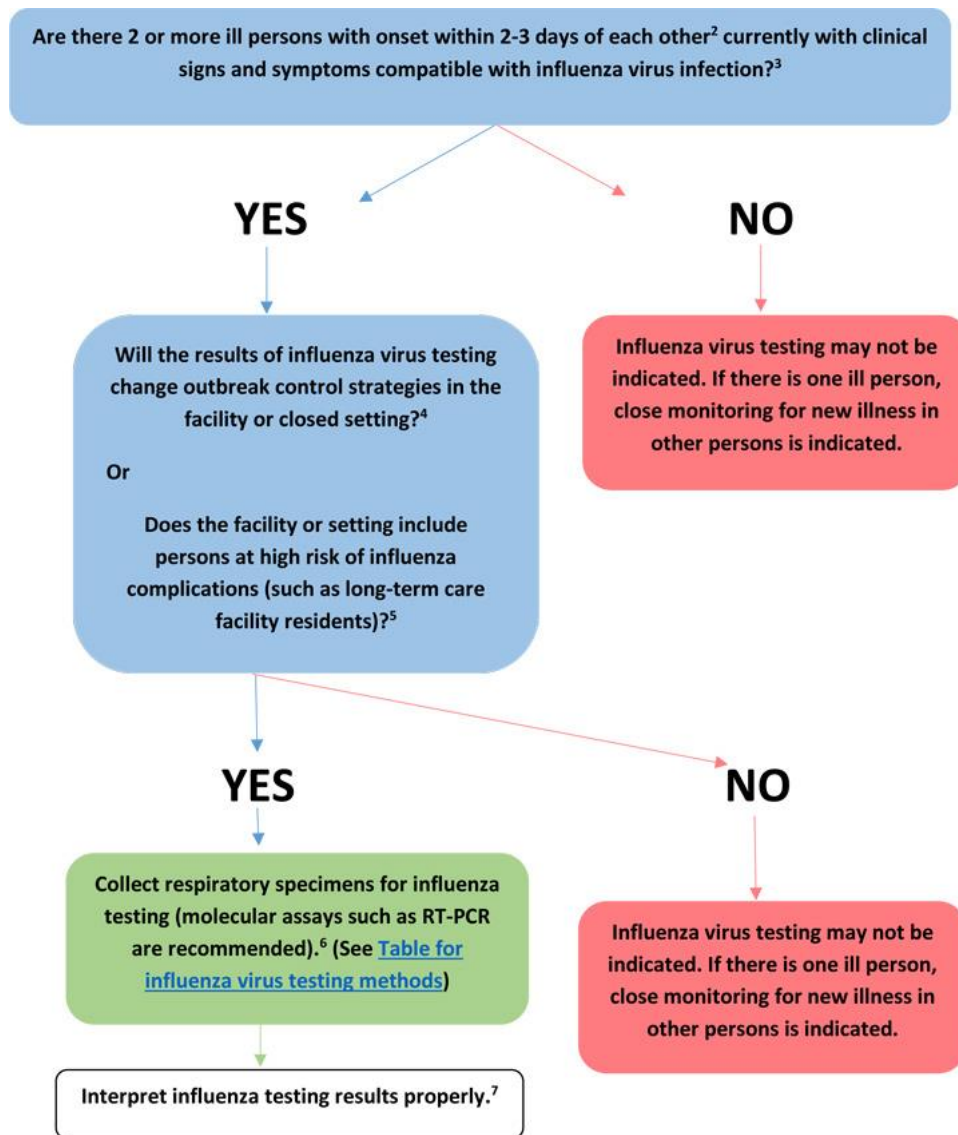 Are there 2 or more ill persons with onset within 2-3 days of each other² currently with clinical
signs and symptoms compatible with influenza virus infection?³
YES
NO
Will the results of influenza virus testing
change outbreak control strategies in the
facility or closed setting?⁴
Or
Does the facility or setting include
persons at high risk of influenza
complications (such as long-term care
facility residents)?⁵
Influenza virus testing may not be
indicated. If there is one ill person,
close monitoring for new illness in
other persons is indicated.
YES
NO
Collect respiratory specimens for influenza
testing (molecular assays such as RT-PCR
are recommended).⁶ (See Table for
influenza virus testing methods)
Influenza virus testing may not be
indicated. If there is one ill person,
close monitoring for new illness in
other persons is indicated.
Interpret influenza testing results properly.⁷